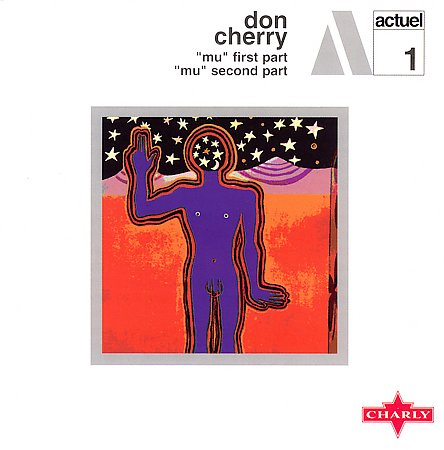 don
cherry
"mu" first part
"mu" second part
actuel
1
CHARLY